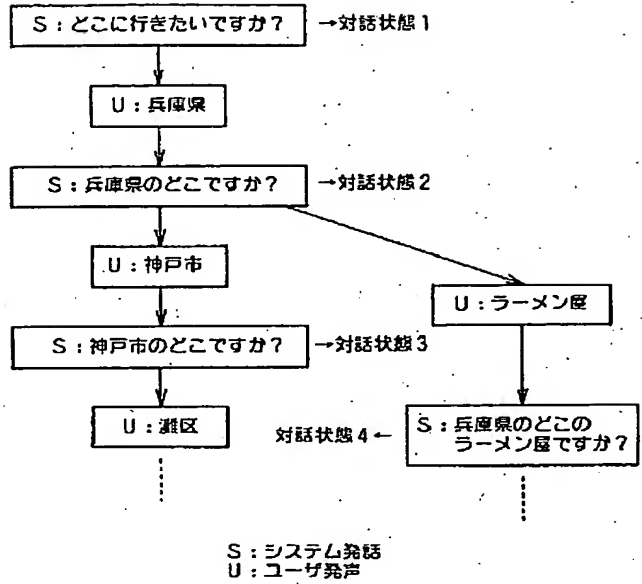 S:どこに行きたいですか? →対話状態1
U:兵庫県
S:兵庫県のどこですか? →対話状態2
U:神戸市
U:ラーメン屋
S:神戸市のどこですか? →対話状態3
U:灘区
対話状態4← S:兵庫県のどこの
ラーメン屋ですか?
S:システム発話
U:ユーザ発声